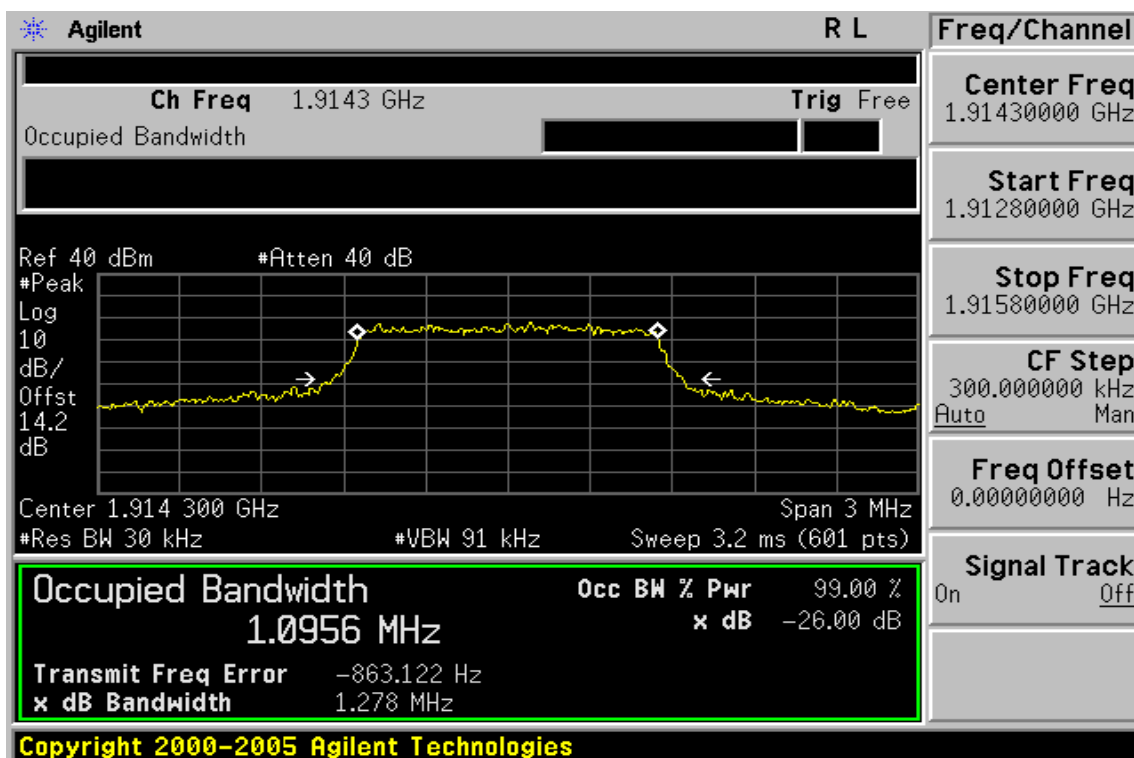 Agilent R L
Ch Freq 1.9143 GHz Trig Free
Occupied Bandwidth
Ref 40 dBm #Atten 40 dB
#Peak
Log
10
dB/
Offst
14.2
dB
Center 1.914 300 GHz Span 3 MHz
#Res BW 30 kHz #VBW 91 kHz Sweep 3.2 ms (601 pts)
Occupied Bandwidth
1.0956 MHz
Occ BW % Pwr 99.00 %
x dB -26.00 dB
Transmit Freq Error -863.122 Hz
x dB Bandwidth 1.278 MHz
Copyright 2000-2005 Agilent Technologies
Freq/Channel
Center Freq
1.91430000 GHz
Start Freq
1.91280000 GHz
Stop Freq
1.91580000 GHz
CF Step
300.000000 kHz
Auto Man
Freq Offset
0.00000000 Hz
Signal Track
On Off